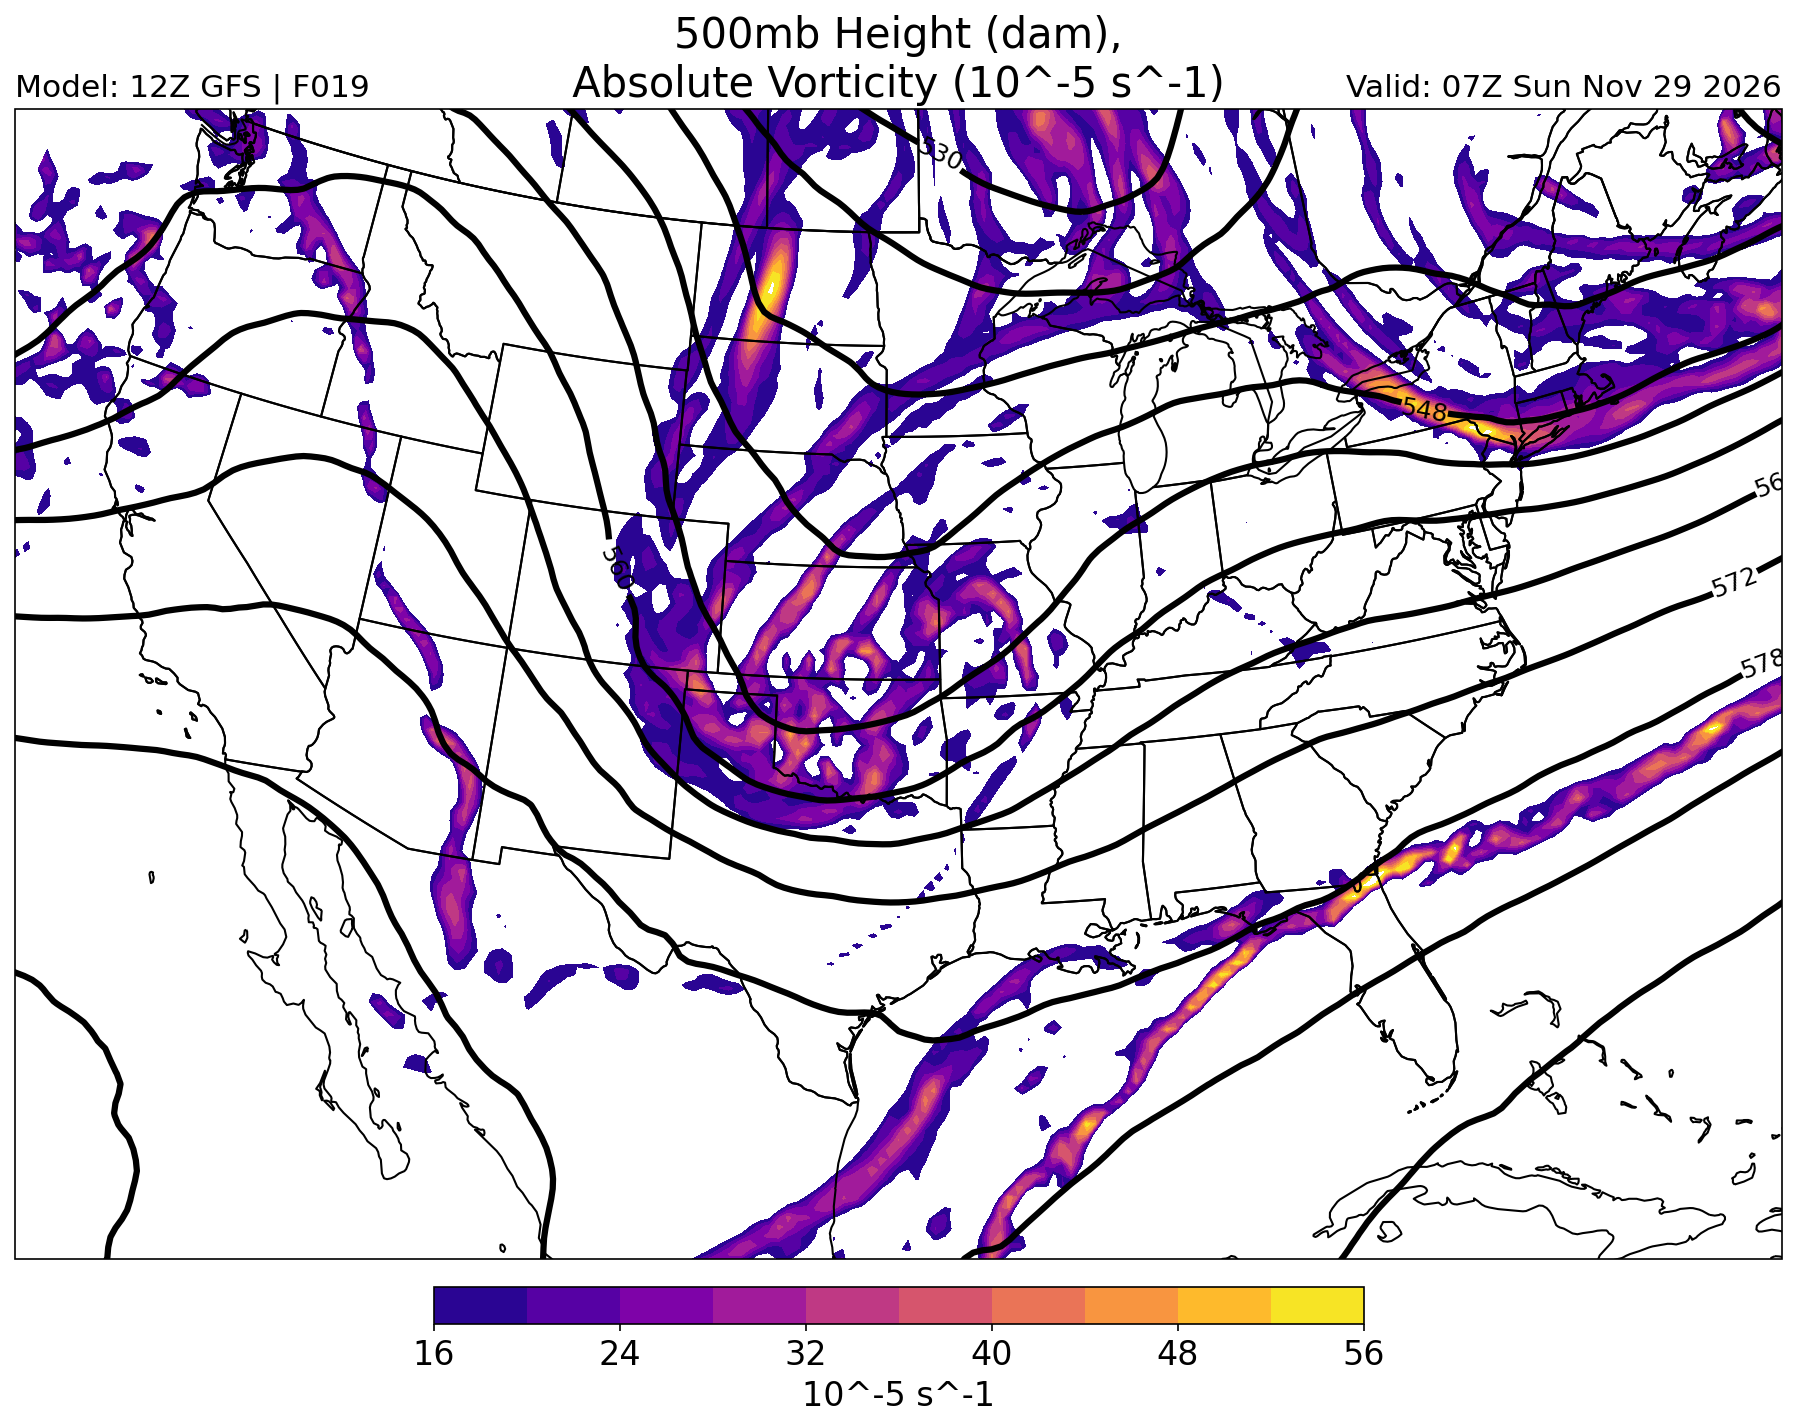 500mb Height (dam),
Absolute Vorticity (10^-5 s^-1)
Model: 12Z GFS | F019
Valid: 07Z Sun Nov 29 2026
530
548
56
572
560
578
16
24
32
40
48
56
10^-5 s^-1